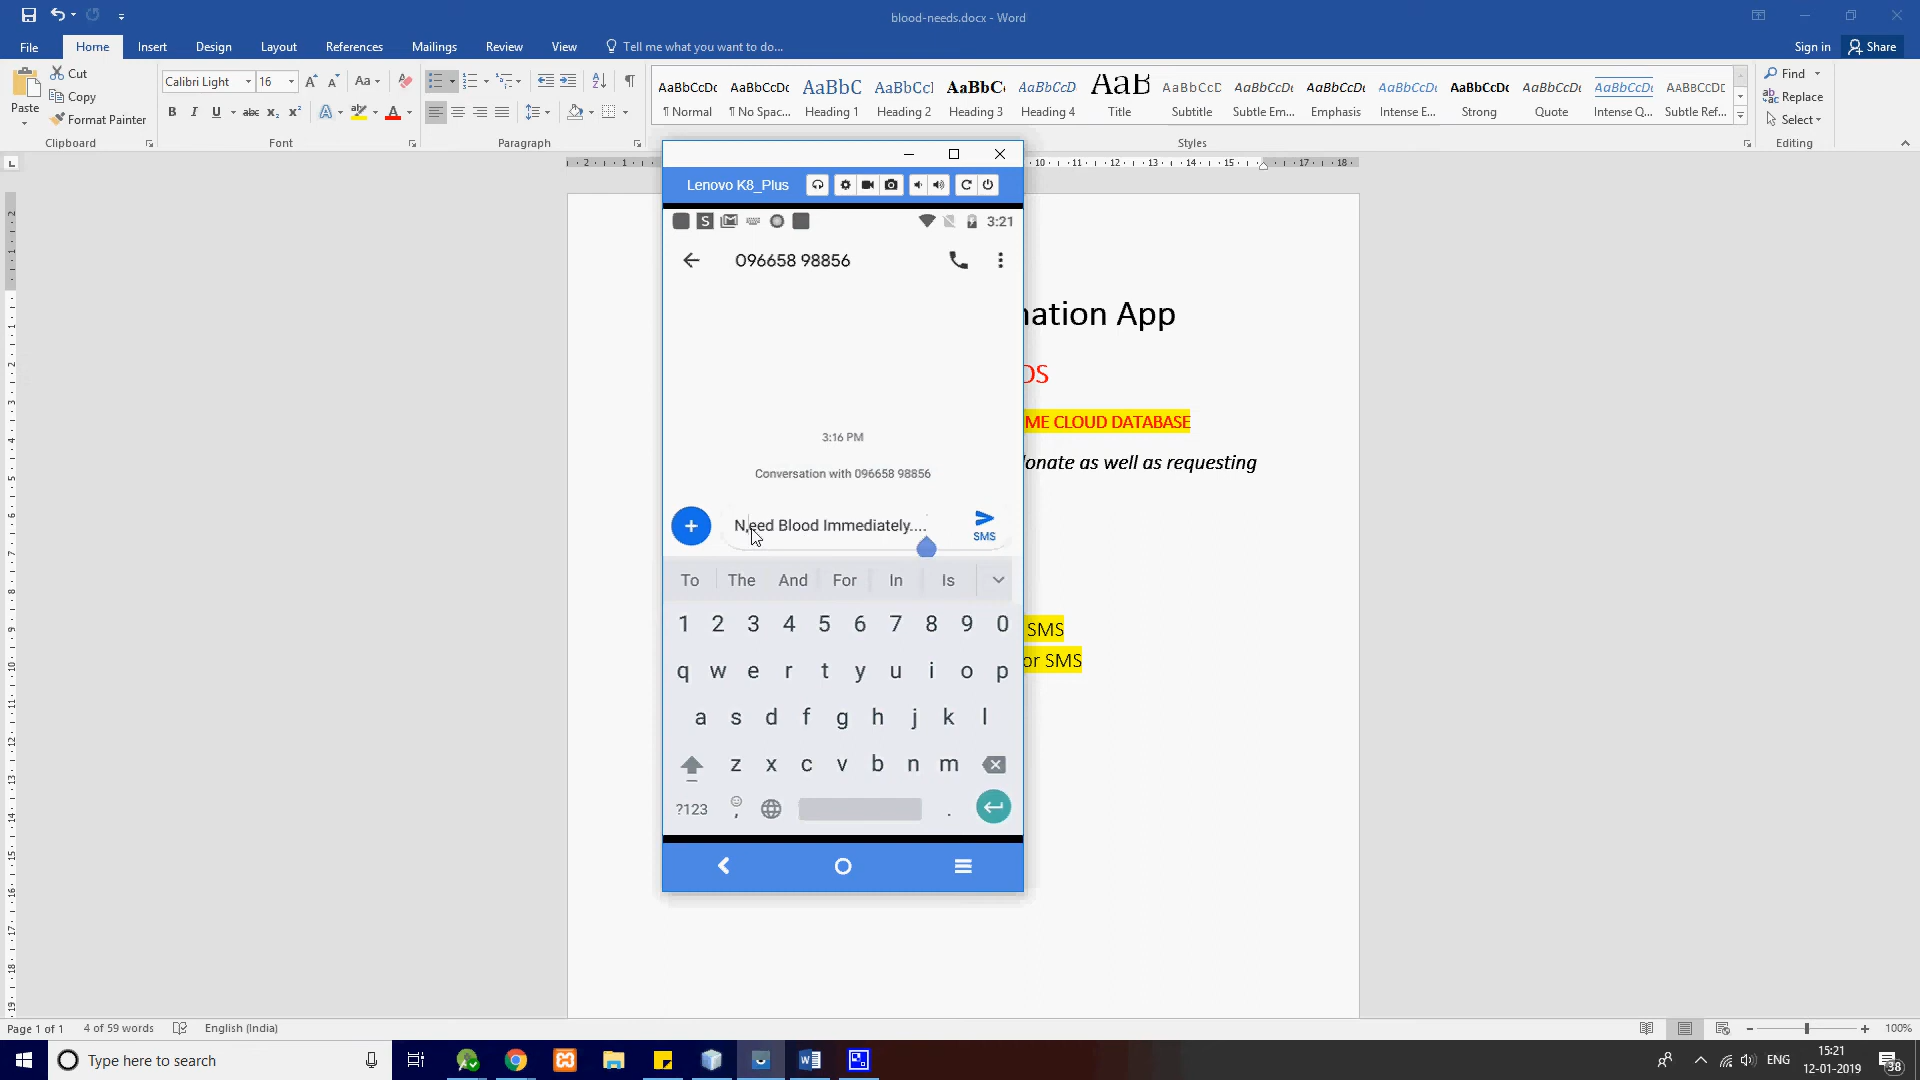 blood-needs.docx - Word
File Home Insert Design Layout References Mailings Review View Tell me what you want to do... Sign in Share
Paste Cut Copy Format Painter
Calibri Light 16
AaBbCcDc AaBbCcDc AaBbC AaBbCcI AaBbC AaBbCcD AaB AaBbCcD AaBbCcDc AaBbCcDc AaBbCcDc AaBbCcDc AaBbCcDc AaBbCcDc AABBCCDE
¶ Normal ¶ No Spac... Heading 1 Heading 2 Heading 3 Heading 4 Title Subtitle Subtle Em... Emphasis Intense E... Strong Quote Intense Q... Subtle Ref...
Find Replace Select
Clipboard Font Paragraph Styles Editing
Lenovo K8_Plus
S 3:21
096658 98856
nation App
DS
ME CLOUD DATABASE
onate as well as requesting
3:16 PM
Conversation with 096658 98856
Need Blood Immediately....
SMS
To The And For In Is
1 2 3 4 5 6 7 8 9 0
SMS
or SMS
q w e r t y u i o p
a s d f g h j k l
z x c v b n m
?123 , .
Page 1 of 1 4 of 59 words English (India) 100%
Type here to search
ENG 15:21
12-01-2019
38